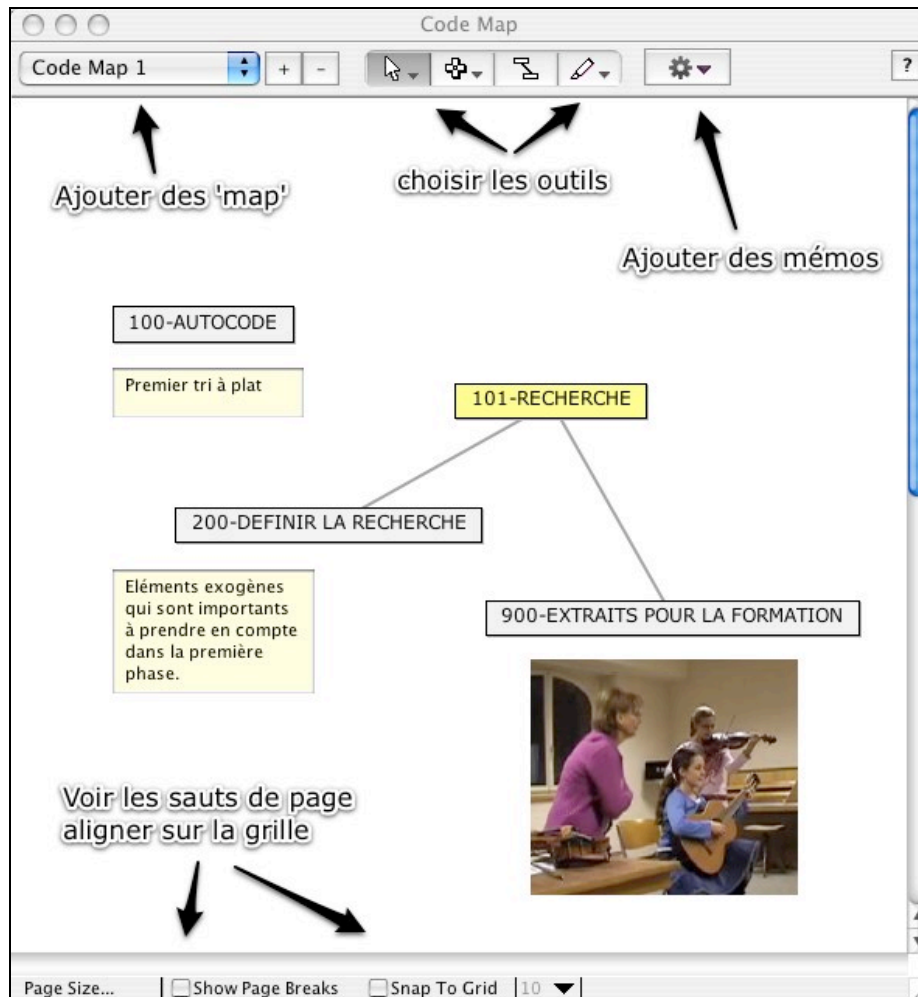 Code Map
Code Map 1
+
-
?
Ajouter des 'map'
choisir les outils
Ajouter des mémos
100-AUTOCODE
Premier tri à plat
101-RECHERCHE
200-DEFINIR LA RECHERCHE
Eléments exogènes
qui sont importants
à prendre en compte
dans la première
phase.
900-EXTRAITS POUR LA FORMATION
Voir les sauts de page
aligner sur la grille
Page Size...
Show Page Breaks
Snap To Grid
10